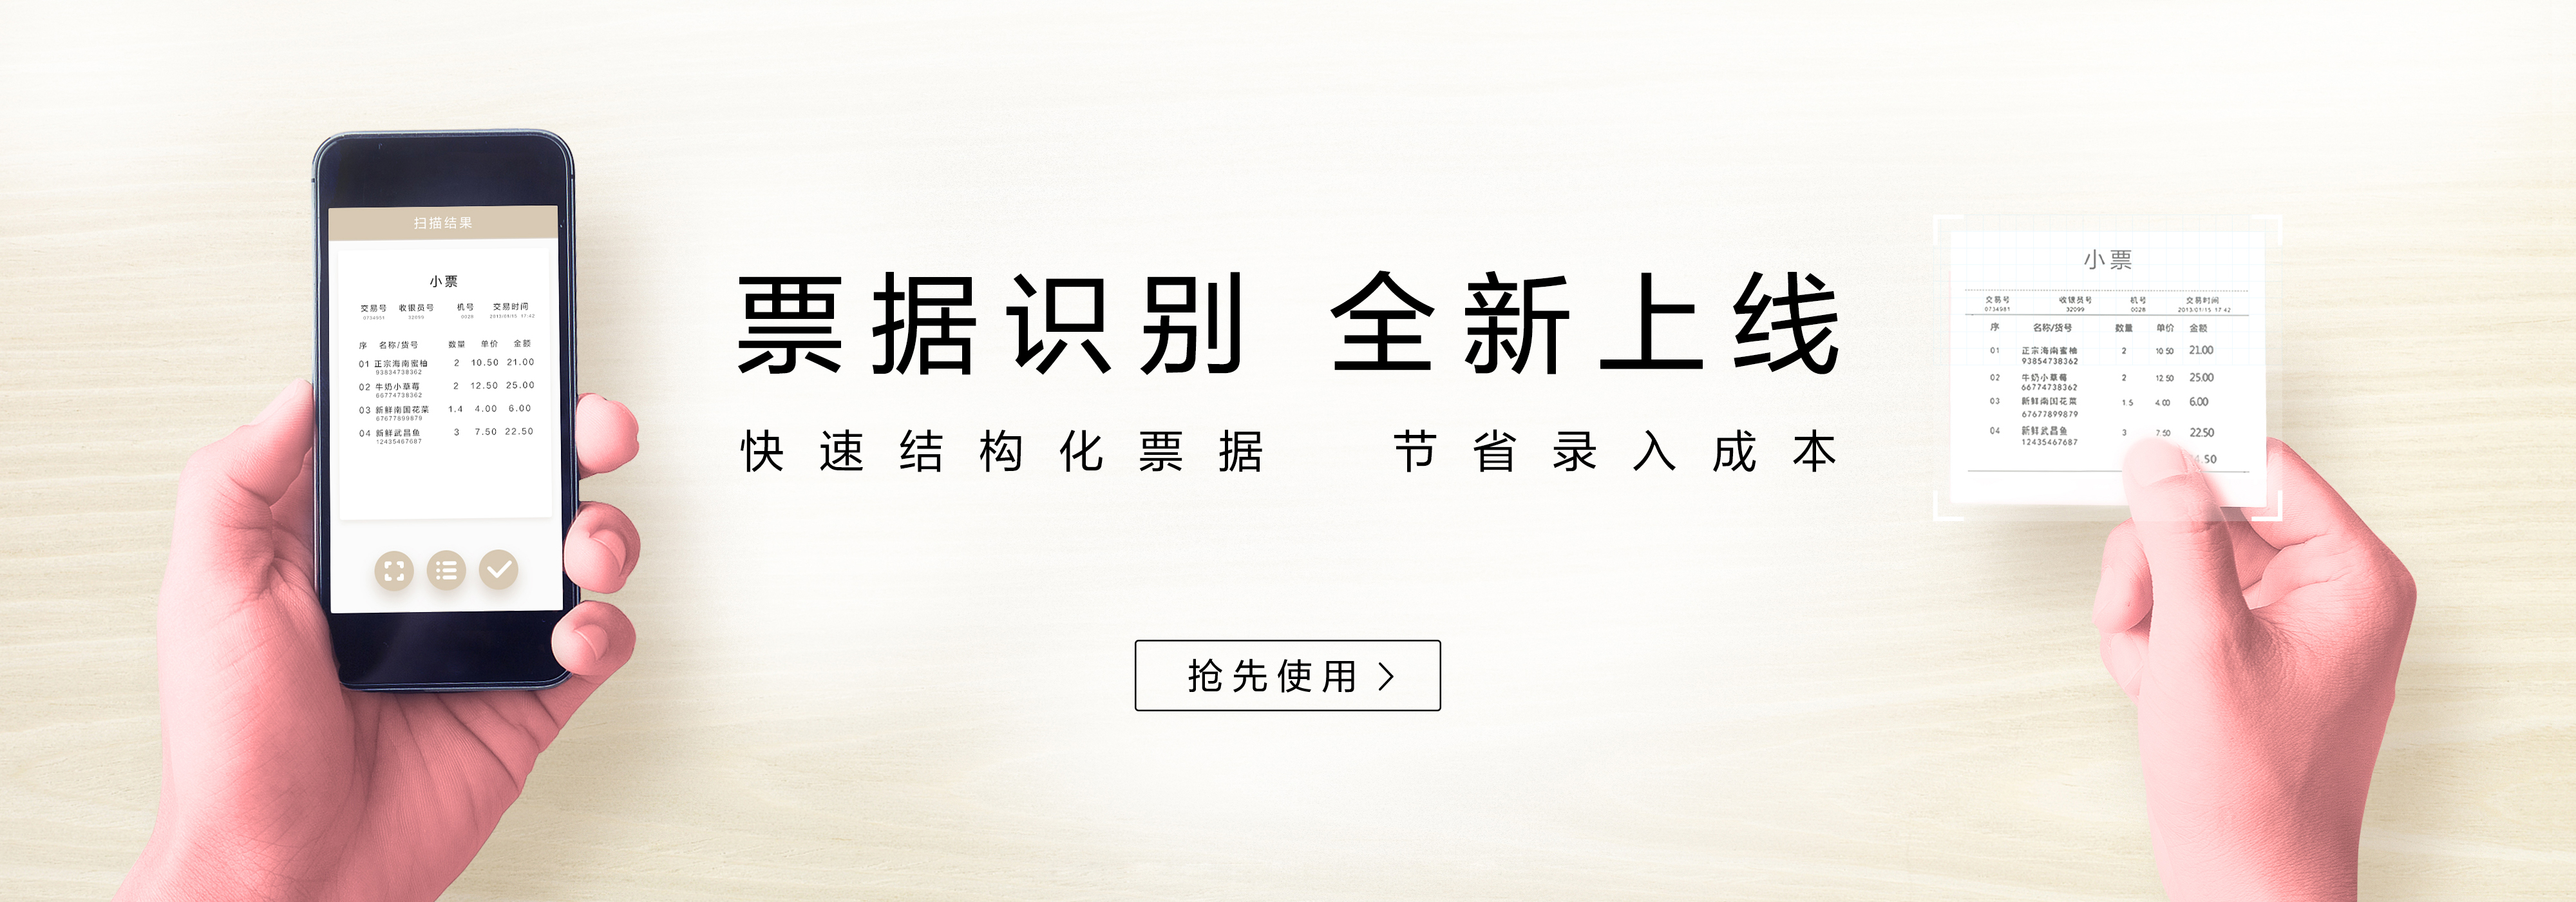 扫描结果
小票
交易号 收银员号 机号 交易时间
0734981 32099 0028 2013/01/15 17:42
序 名称/货号 数量 单价 金额
01 正宗海南蜜柚 2 10.50 21.00
93834738362
02 牛奶小草莓 2 12.50 25.00
66774738362
03 新鲜南国花菜 1.4 4.00 6.00
67677899879
04 新鲜武昌鱼 3 7.50 22.50
12435467687
票据识别 全新上线
快速结构化票据 节省录入成本
抢先使用 >
小票
交易号 收银员号 机号 交易时间
0734981 32099 0028 2013/01/15 17:42
序 名称/货号 数量 单价 金额
01 正宗海南蜜柚 2 10.50 21.00
93854738362
02 牛奶小草莓 2 12.50 25.00
66774738362
03 新鲜南国花菜 1.5 4.00 6.00
67677899879
04 新鲜武昌鱼 3 7.50 22.50
12435467687